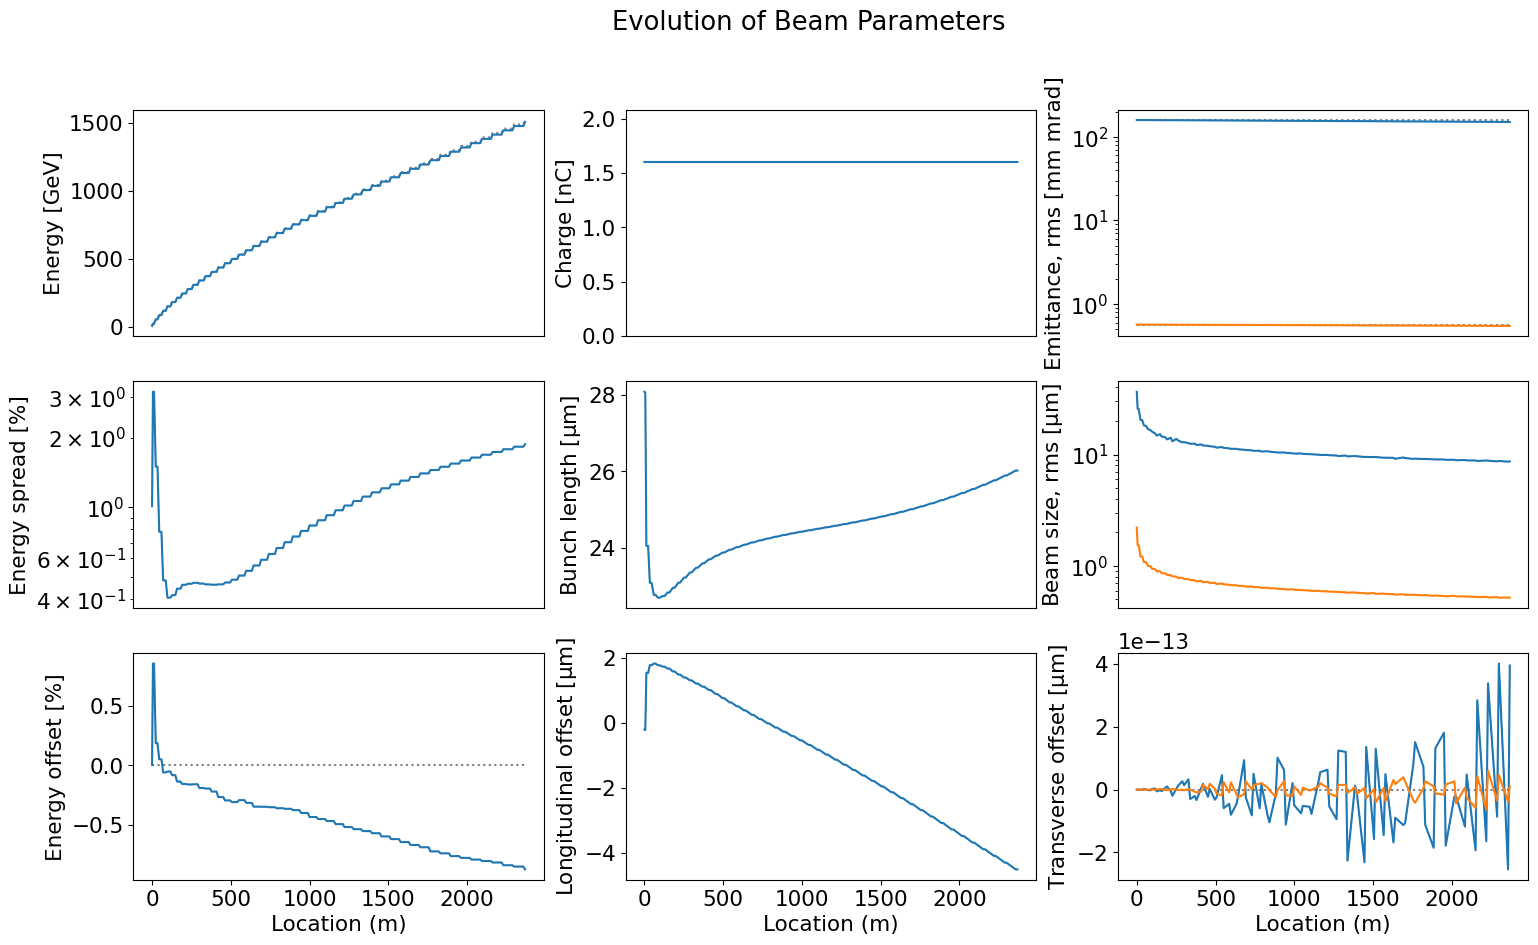 Evolution of Beam Parameters
Energy [GeV]
1500
1000
500
0
Charge [nC]
2.0
1.5
1.0
0.5
0.0
Emittance, rms [mm mrad]
10²
10¹
10⁰
Energy spread [%]
3 × 10⁰
2 × 10⁰
10⁰
6 × 10⁻¹
4 × 10⁻¹
Bunch length [µm]
28
26
24
Beam size, rms [µm]
10¹
10⁰
Energy offset [%]
0.5
0.0
−0.5
0 500 1000 1500 2000
Location (m)
Longitudinal offset [µm]
2
0
−2
−4
0 500 1000 1500 2000
Location (m)
Transverse offset [µm]
1e−13
4
2
0
−2
0 500 1000 1500 2000
Location (m)